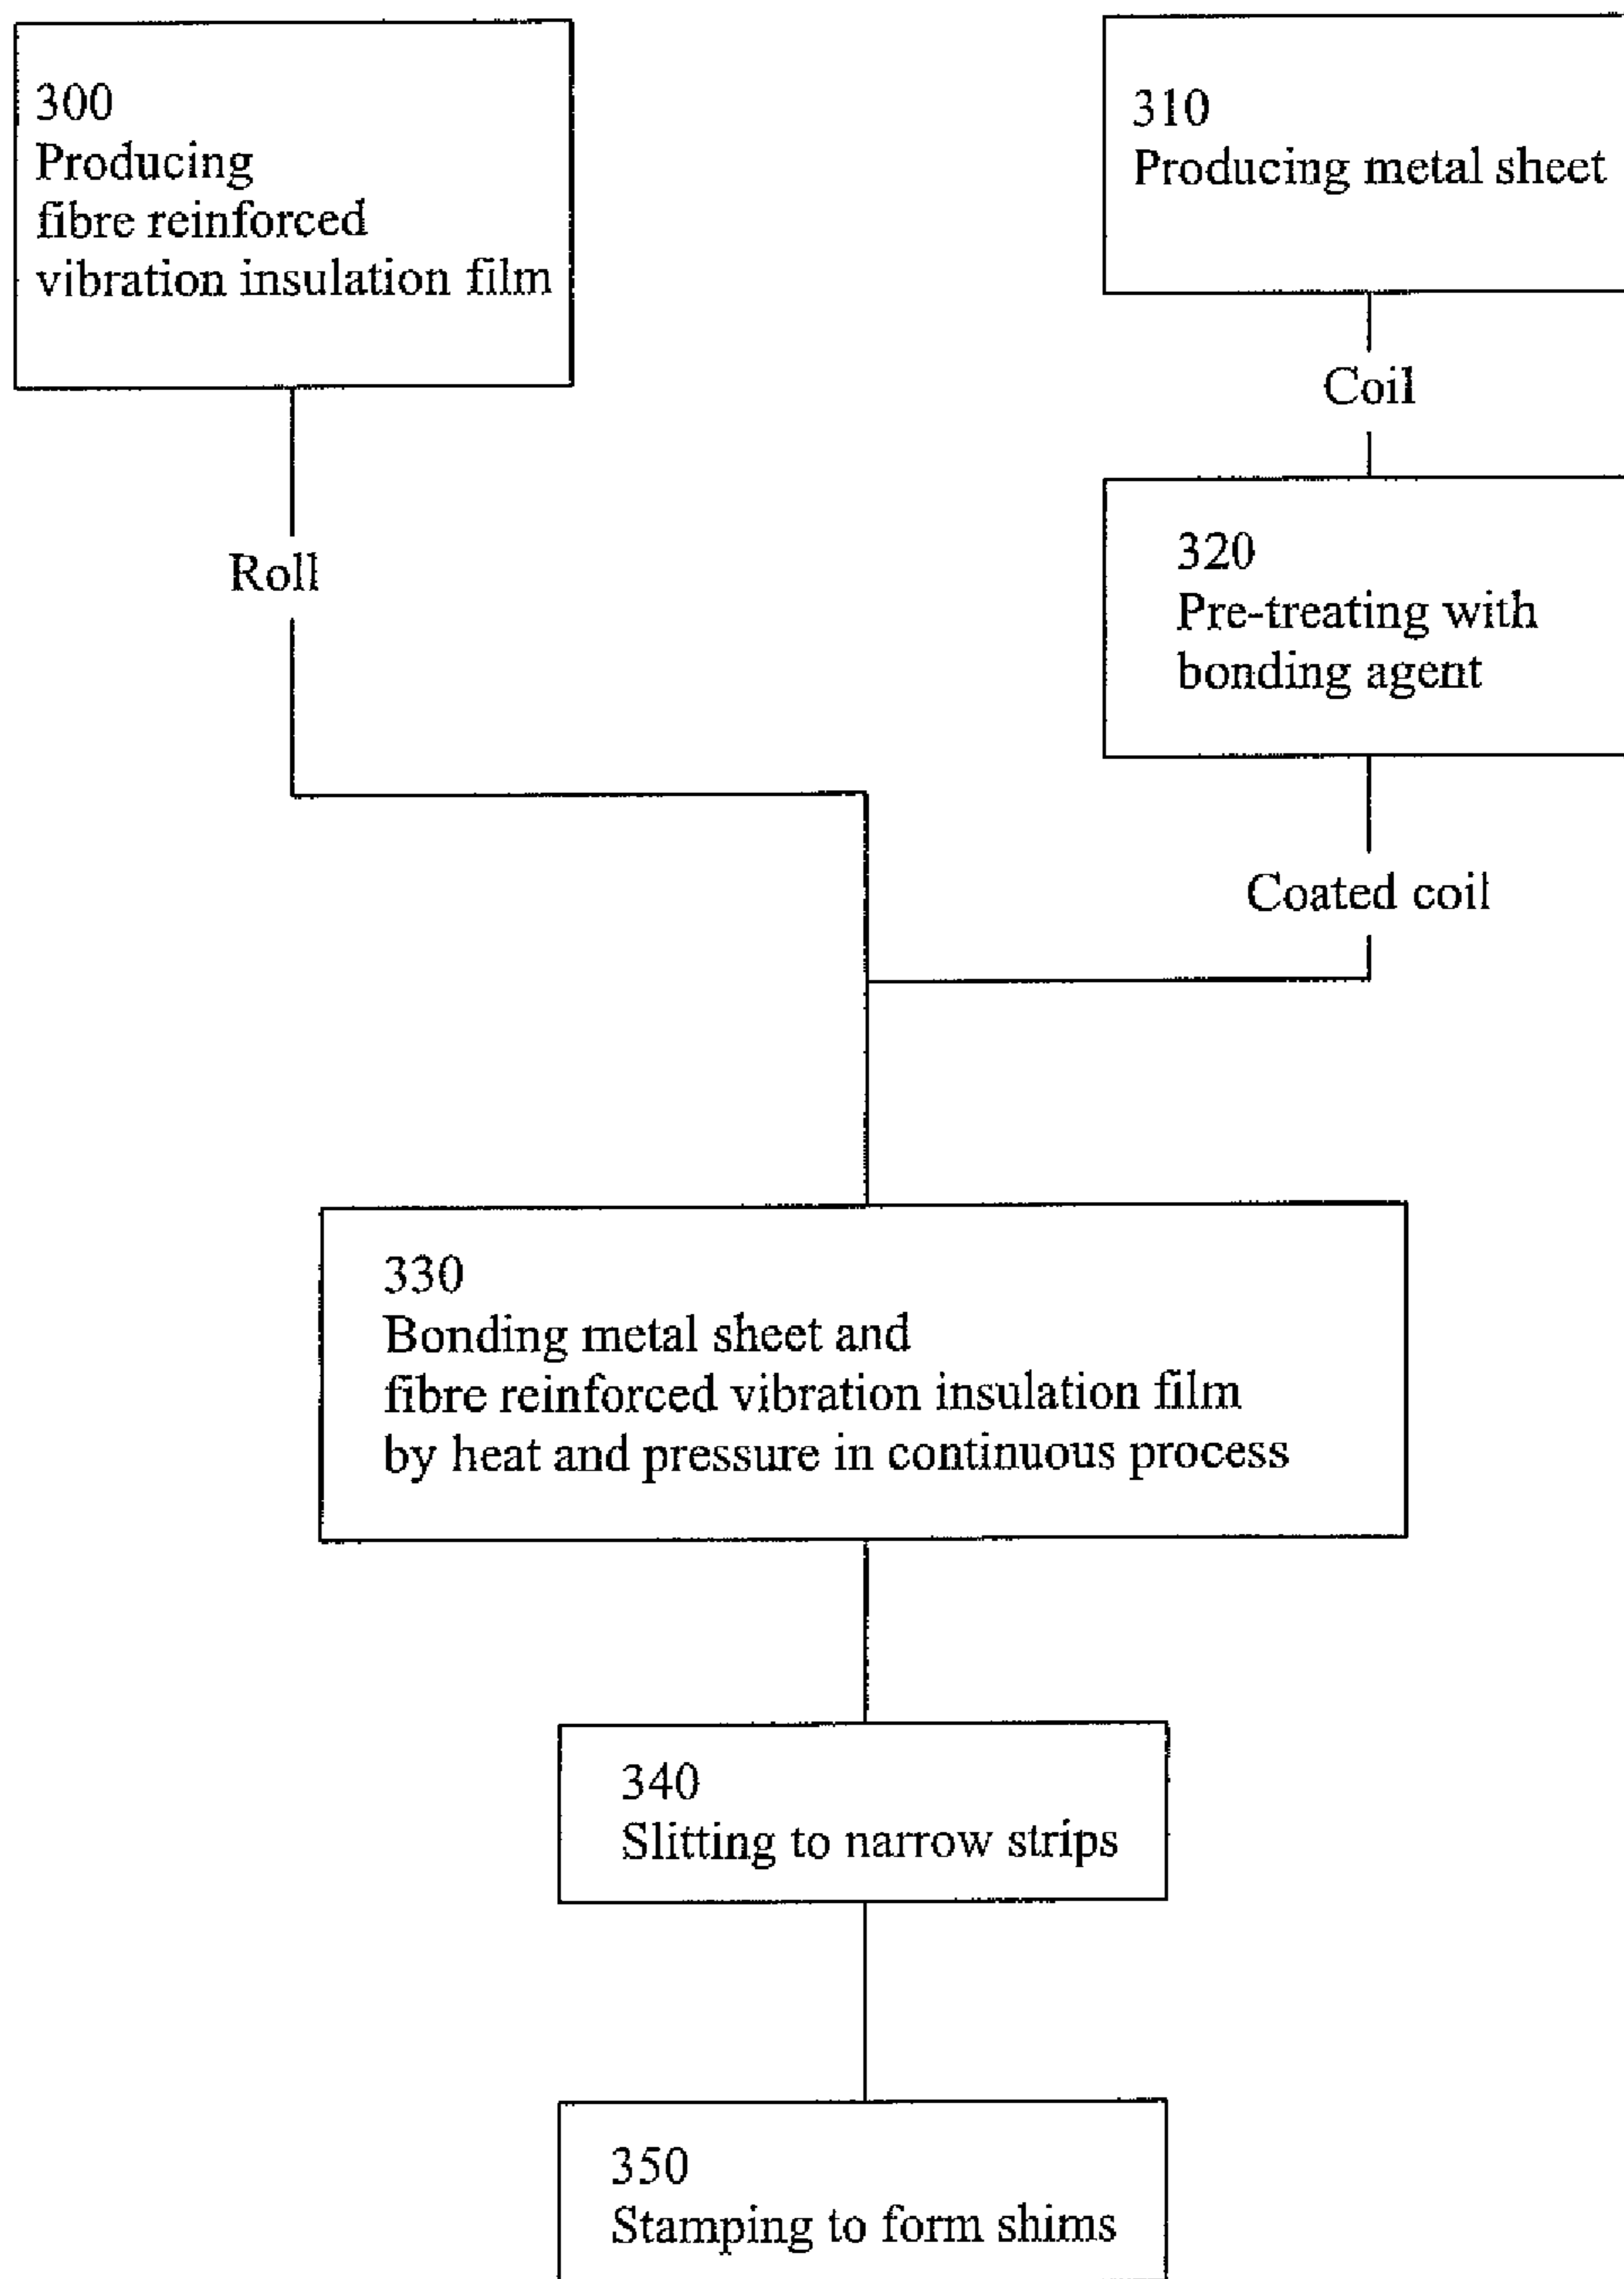 300
Producing
fibre reinforced
vibration insulation film
310
Producing metal sheet
Coil
Roll
320
Pre-treating with
bonding agent
Coated coil
330
Bonding metal sheet and
fibre reinforced vibration insulation film
by heat and pressure in continuous process
340
Slitting to narrow strips
350
Stamping to form shims